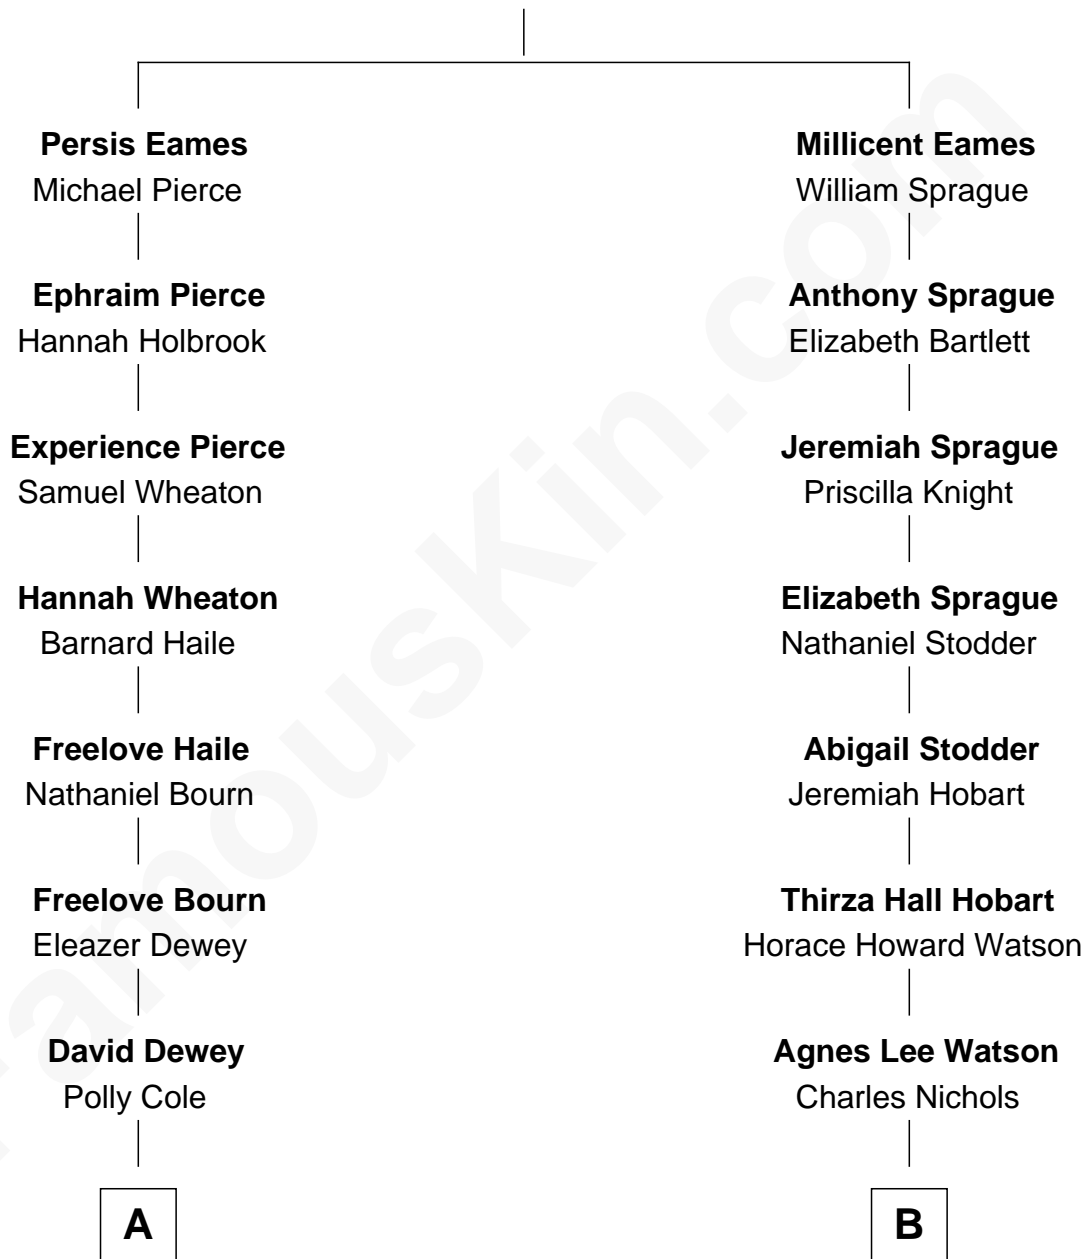 Persis Eames
Michael Pierce
Ephraim Pierce
Hannah Holbrook
Experience Pierce
Samuel Wheaton
Hannah Wheaton
Barnard Haile
Freelove Haile
Nathaniel Bourn
Freelove Bourn
Eleazer Dewey
David Dewey
Polly Cole
A
Millicent Eames
William Sprague
Anthony Sprague
Elizabeth Bartlett
Jeremiah Sprague
Priscilla Knight
Elizabeth Sprague
Nathaniel Stodder
Abigail Stodder
Jeremiah Hobart
Thirza Hall Hobart
Horace Howard Watson
Agnes Lee Watson
Charles Nichols
B
FamousKin.com